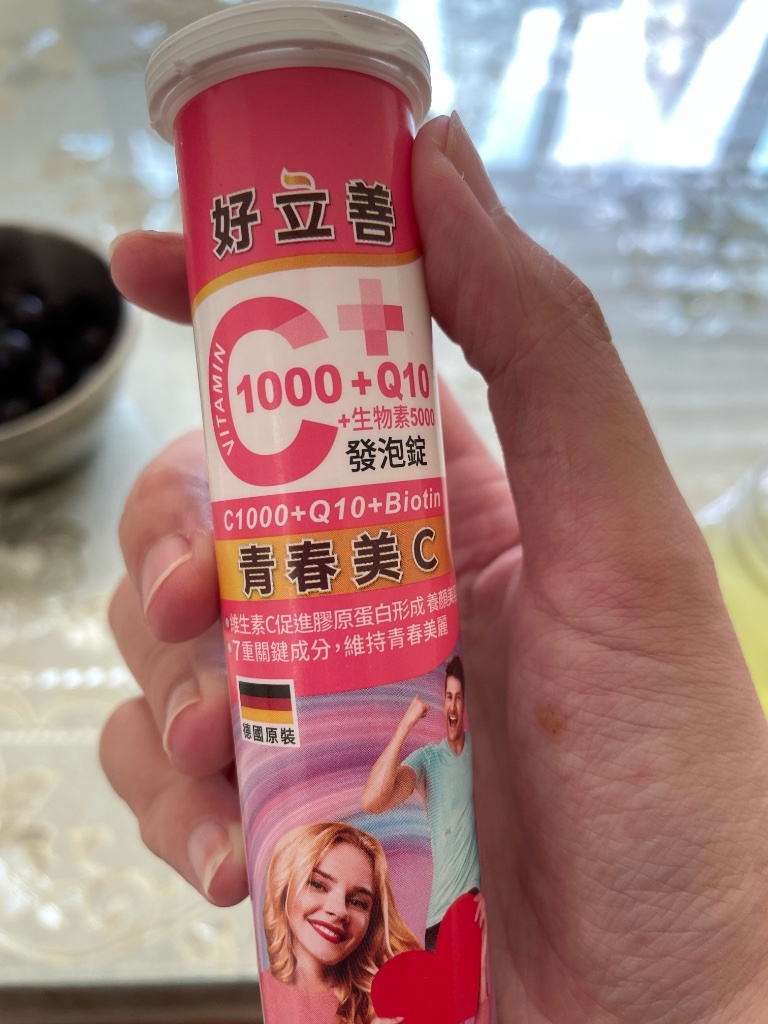 好立善
VITAMIN
C+
1000+Q10
+生物素5000
發泡錠
C1000+Q10+Biotin
青春美C
•維生素C促進膠原蛋白形成 養顏美
•7重關鍵成分,維持青春美麗
德國原裝